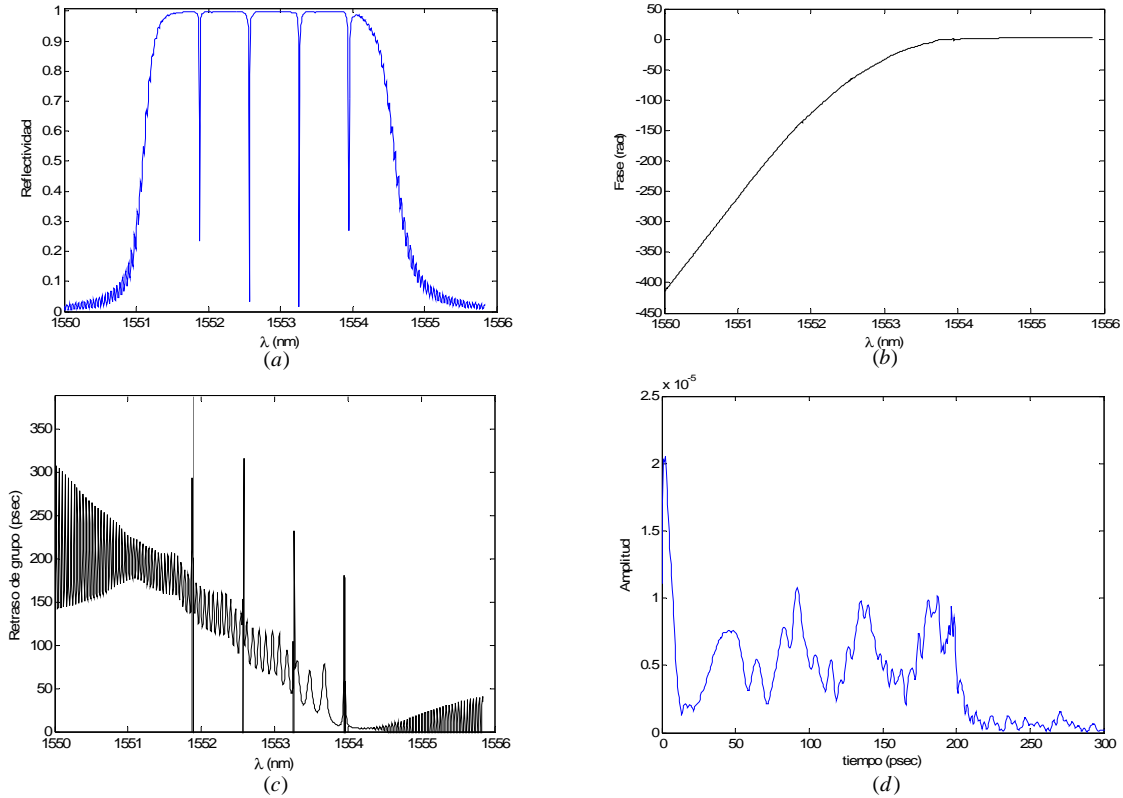 1
0.9
0.8
0.7
0.6
0.5
0.4
0.3
0.2
0.1
0
Reflectividad
1550 1551 1552 1553 1554 1555 1556
λ (nm)
(a)
50
0
-50
-100
-150
-200
-250
-300
-350
-400
-450
Fase (rad)
1550 1551 1552 1553 1554 1555 1556
λ (nm)
(b)
350
300
250
200
150
100
50
0
Retraso de grupo (psec)
1550 1551 1552 1553 1554 1555 1556
λ (nm)
(c)
x 10⁻⁵
2.5
2
1.5
1
0.5
0
Amplitud
0 50 100 150 200 250 300
tiempo (psec)
(d)